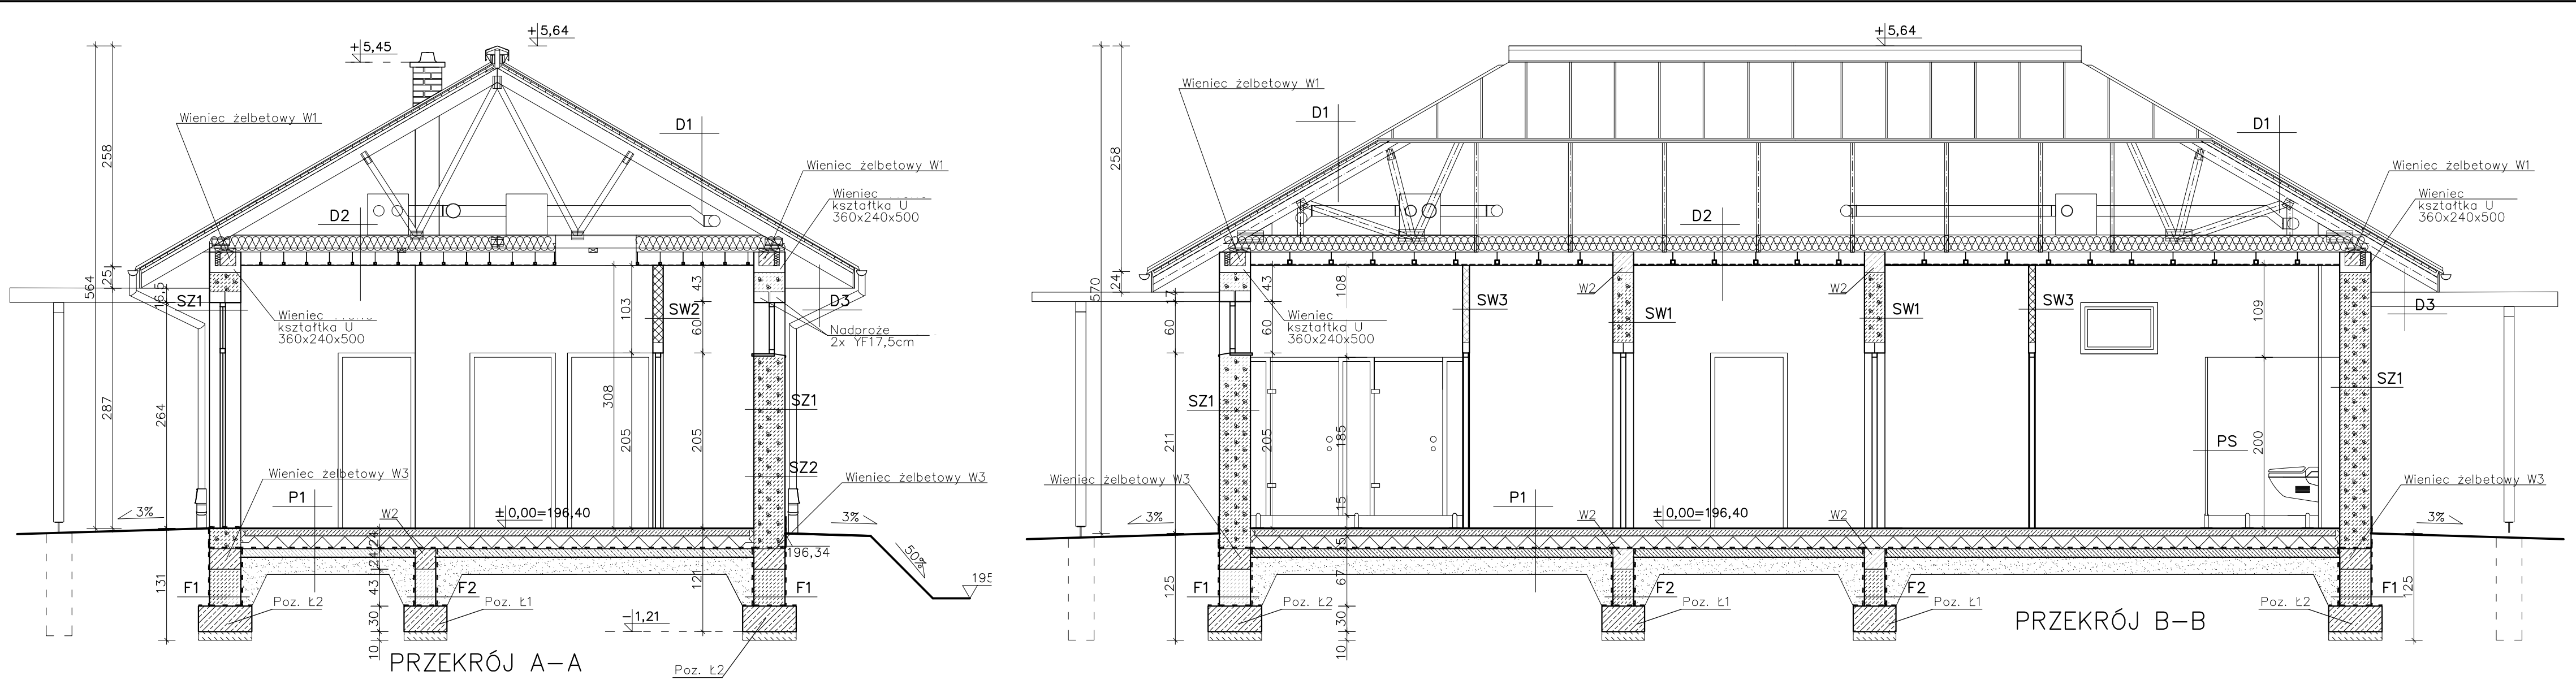 +5,45
+5,64
Wieniec żelbetowy W1
D1
Wieniec żelbetowy W1
Wieniec
kształtka U
360x240x500
D2
258
25
564
287
16,5
264
131
SZ1
Wieniec
kształtka U
360x240x500
103
43
SW2
60
308
205
205
D3
Nadproże
2x YF17,5cm
SZ1
SZ2
Wieniec żelbetowy W3
Wieniec żelbetowy W3
P1
W2
±0,00=196,40
3%
3%
50%
196,34
24
24
43
30
10
121
F1
F2
F1
Poz. Ł2
Poz. Ł1
−1,21
Poz. Ł2
PRZEKRÓJ A−A
+5,64
Wieniec żelbetowy W1
D1
D1
Wieniec żelbetowy W1
Wieniec
kształtka U
360x240x500
D2
258
24
570
17
60
211
125
43
60
205
108
185
15
Wieniec
kształtka U
360x240x500
SW3
W2
SW1
W2
SW1
SW3
109
200
D3
SZ1
SZ1
PS
Wieniec żelbetowy W3
Wieniec żelbetowy W3
P1
W2
±0,00=196,40
W2
3%
3%
67
30
10
125
F1
F2
F2
F1
Poz. Ł2
Poz. Ł1
Poz. Ł1
Poz. Ł2
PRZEKRÓJ B−B